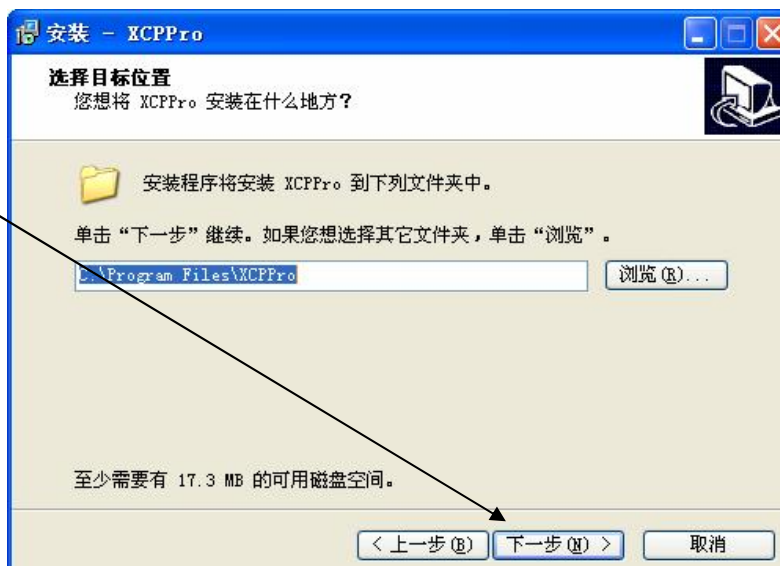 安装 - XCPPro
选择目标位置
您想将 XCPPro 安装在什么地方?
安装程序将安装 XCPPro 到下列文件夹中。
单击“下一步”继续。如果您想选择其它文件夹，单击“浏览”。
C:\Program Files\XCPPro
浏览(R)...
至少需要有 17.3 MB 的可用磁盘空间。
< 上一步(B)
下一步(N) >
取消